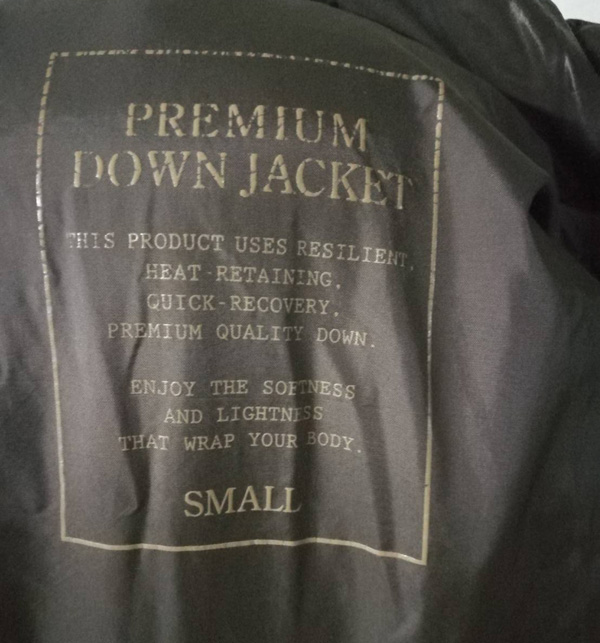 PREMIUM
DOWN JACKET
THIS PRODUCT USES RESILIENT,
HEAT-RETAINING,
QUICK-RECOVERY,
PREMIUM QUALITY DOWN.
ENJOY THE SOFTNESS
AND LIGHTNESS
THAT WRAP YOUR BODY.
SMALL